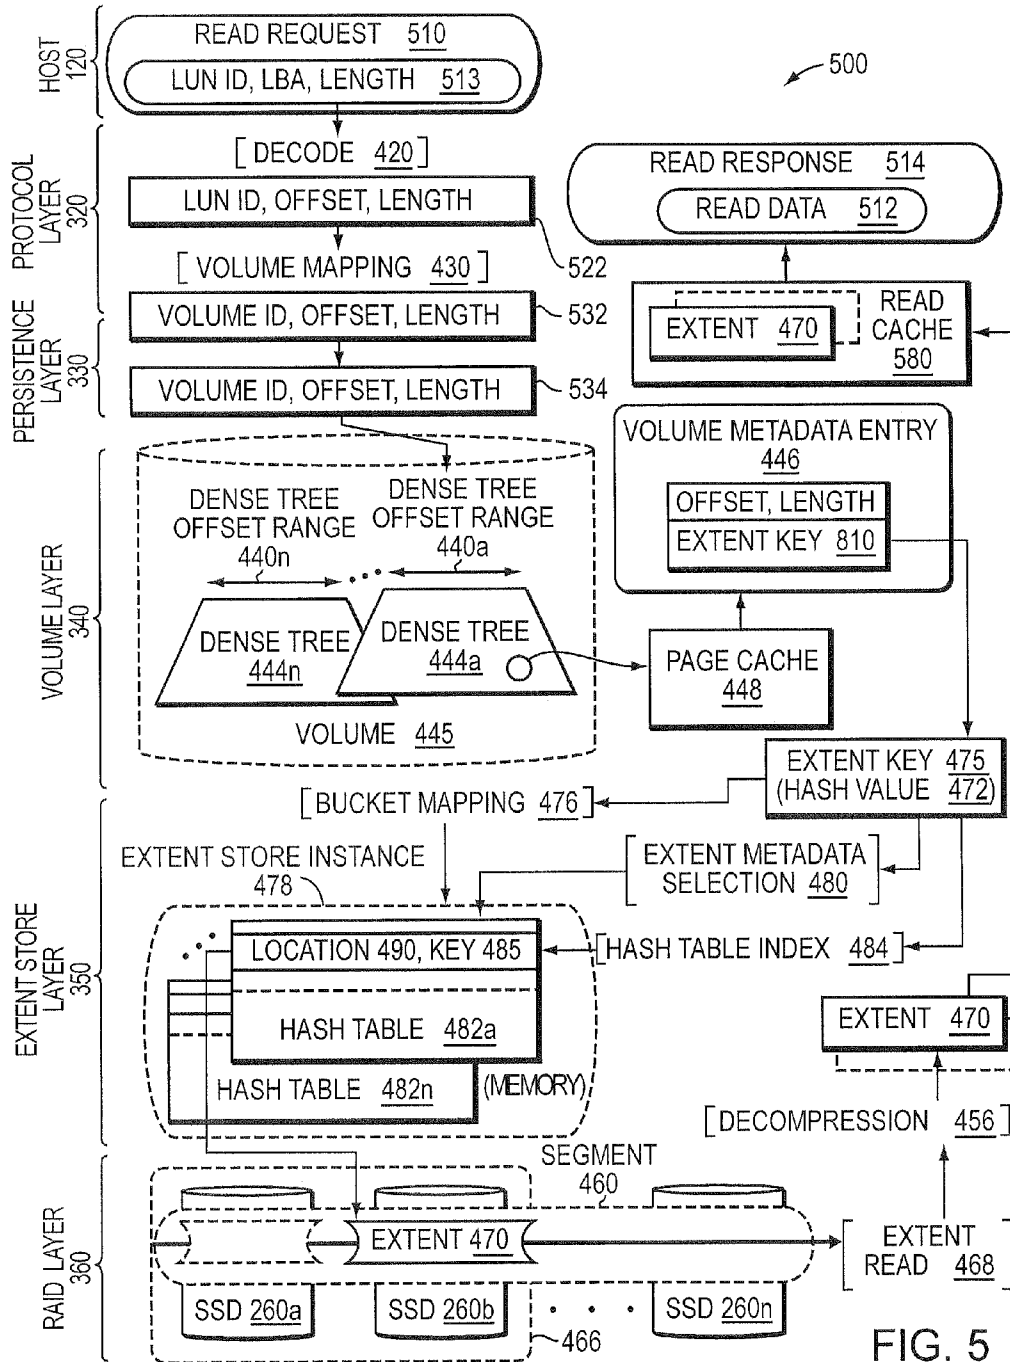 HOST
120
READ REQUEST 510
LUN ID, LBA, LENGTH 513
500
PROTOCOL
LAYER
320
[DECODE 420]
LUN ID, OFFSET, LENGTH
522
[VOLUME MAPPING 430]
VOLUME ID, OFFSET, LENGTH
532
READ RESPONSE 514
READ DATA 512
EXTENT 470
READ
CACHE
580
PERSISTENCE
LAYER
330
VOLUME ID, OFFSET, LENGTH
534
VOLUME LAYER
340
DENSE TREE
OFFSET RANGE
440n
DENSE TREE
OFFSET RANGE
440a
DENSE TREE
444n
DENSE TREE
444a
VOLUME 445
VOLUME METADATA ENTRY
446
OFFSET, LENGTH
EXTENT KEY 810
PAGE CACHE
448
EXTENT KEY 475
(HASH VALUE 472)
EXTENT STORE
LAYER
350
[BUCKET MAPPING 476]
EXTENT STORE INSTANCE
478
[EXTENT METADATA
SELECTION 480]
LOCATION 490, KEY 485
[HASH TABLE INDEX 484]
HASH TABLE 482a
HASH TABLE 482n
(MEMORY)
EXTENT 470
[DECOMPRESSION 456]
RAID LAYER
360
SEGMENT
460
EXTENT 470
[EXTENT
READ 468]
SSD 260a
SSD 260b
SSD 260n
466
FIG. 5